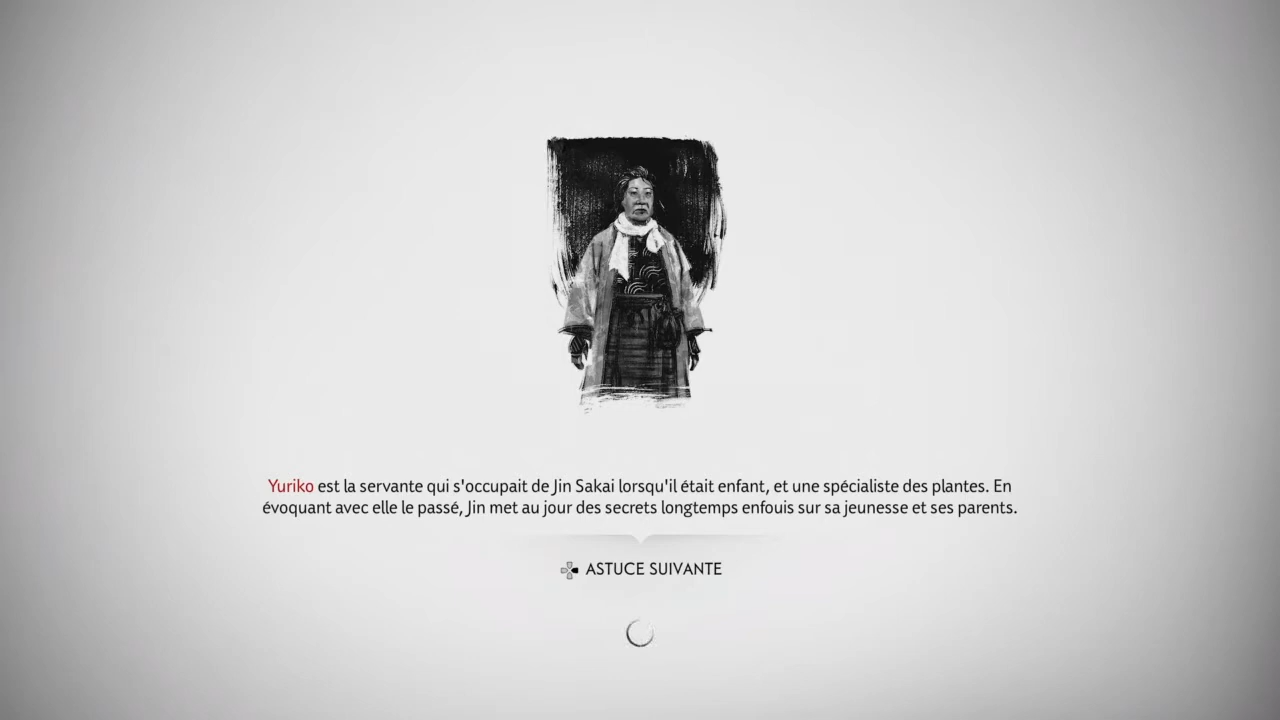 Yuriko est la servante qui s'occupait de Jin Sakai lorsqu'il était enfant, et une spécialiste des plantes. En
évoquant avec elle le passé, Jin met au jour des secrets longtemps enfouis sur sa jeunesse et ses parents.
ASTUCE SUIVANTE